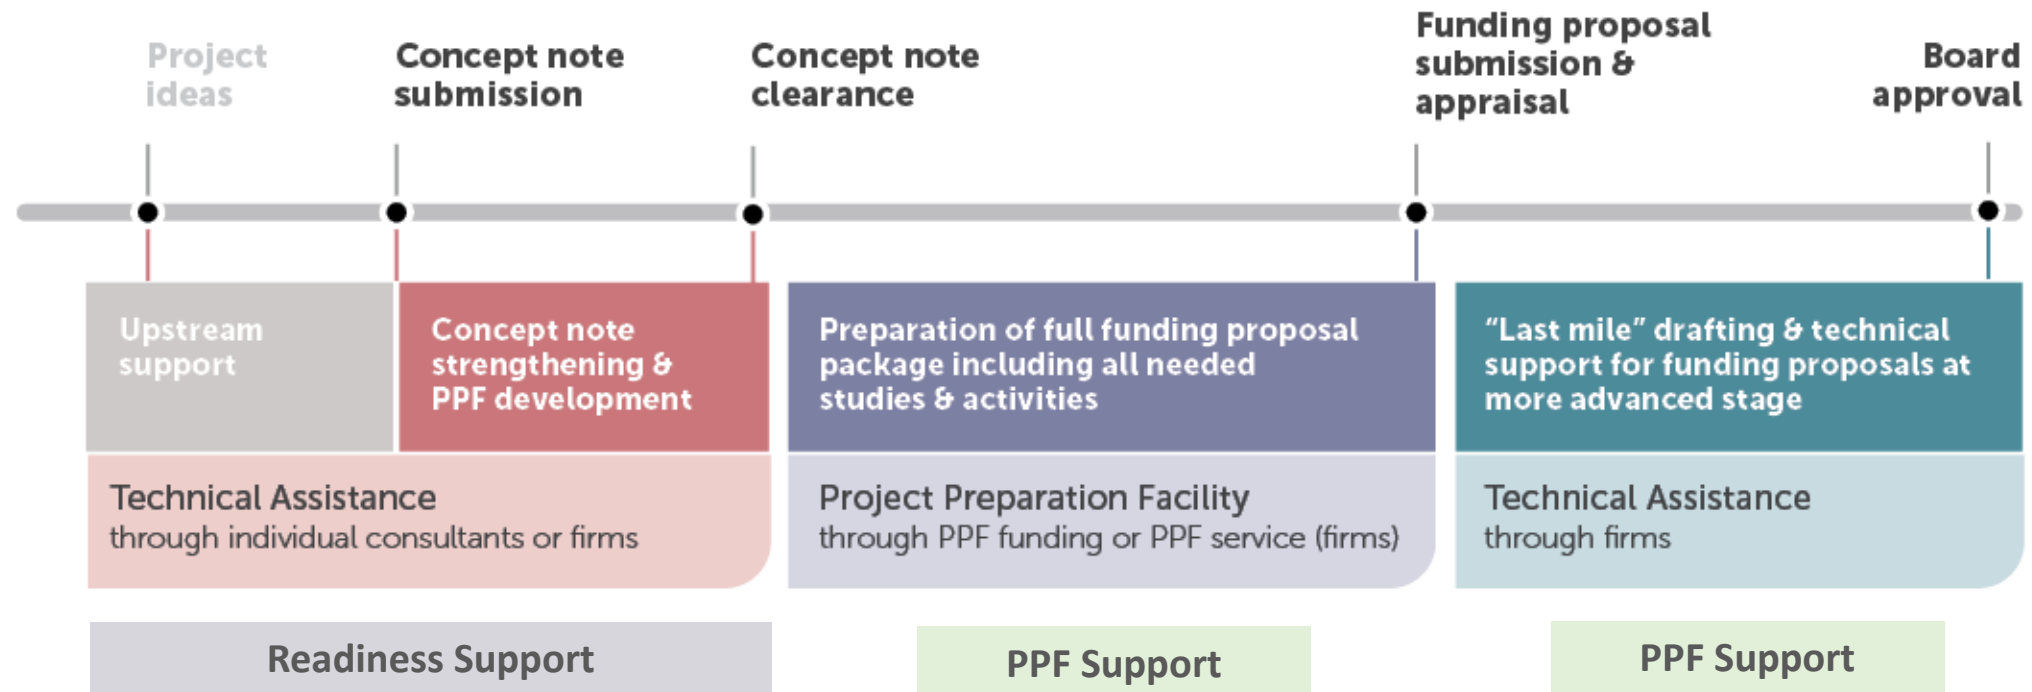 Project
ideas
Concept note
submission
Concept note
clearance
Funding proposal
submission &
appraisal
Board
approval
Upstream
support
Concept note
strengthening &
PPF development
Preparation of full funding proposal
package including all needed
studies & activities
“Last mile” drafting & technical
support for funding proposals at
more advanced stage
Technical Assistance
through individual consultants or firms
Project Preparation Facility
through PPF funding or PPF service (firms)
Technical Assistance
through firms
Readiness Support
PPF Support
PPF Support